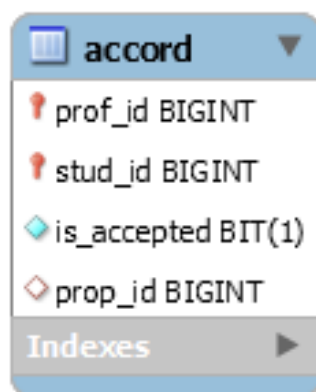 accord
prof_id BIGINT
stud_id BIGINT
is_accepted BIT(1)
prop_id BIGINT
Indexes